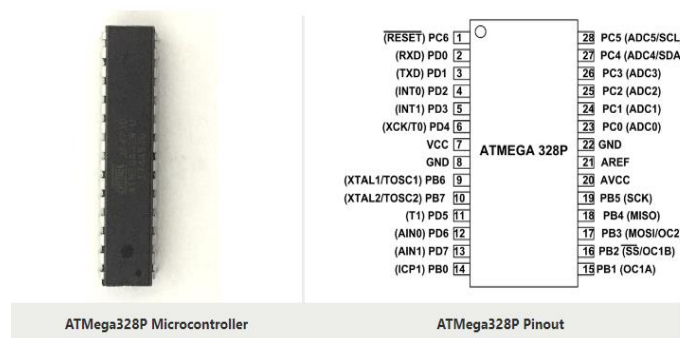 (RESET) PC6 1
(RXD) PD0 2
(TXD) PD1 3
(INT0) PD2 4
(INT1) PD3 5
(XCK/T0) PD4 6
VCC 7
GND 8
(XTAL1/TOSC1) PB6 9
(XTAL2/TOSC2) PB7 10
(T1) PD5 11
(AIN0) PD6 12
(AIN1) PD7 13
(ICP1) PB0 14
ATMEGA 328P
28 PC5 (ADC5/SCL
27 PC4 (ADC4/SDA
26 PC3 (ADC3)
25 PC2 (ADC2)
24 PC1 (ADC1)
23 PC0 (ADC0)
22 GND
21 AREF
20 AVCC
19 PB5 (SCK)
18 PB4 (MISO)
17 PB3 (MOSI/OC2
16 PB2 (SS/OC1B)
15 PB1 (OC1A)
ATMega328P Microcontroller
ATMega328P Pinout